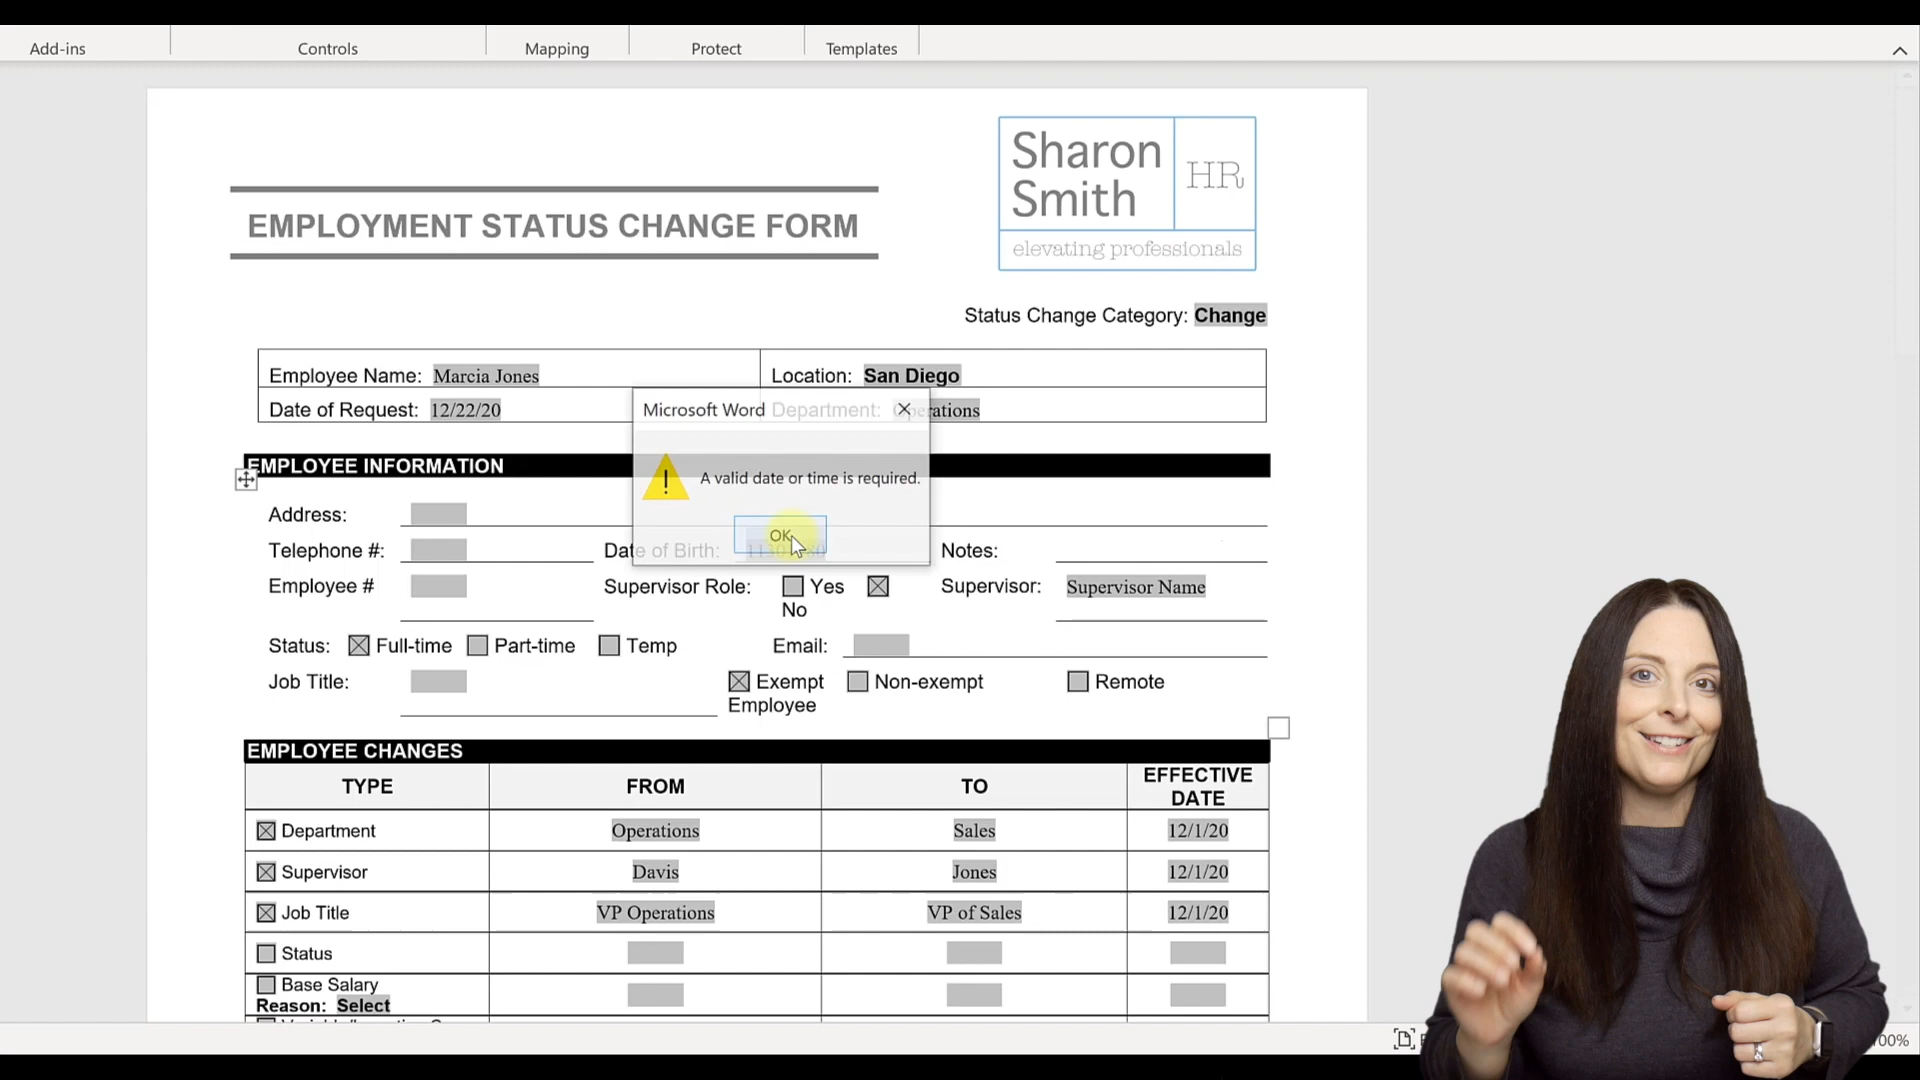 Add-ins Controls Mapping Protect Templates
Sharon
Smith
HR
elevating professionals
EMPLOYMENT STATUS CHANGE FORM
Status Change Category: Change
Employee Name: Marcia Jones Location: San Diego
Date of Request: 12/22/20 Department: Operations
Microsoft Word
A valid date or time is required.
OK
EMPLOYEE INFORMATION
Address:
Telephone #: Date of Birth: Notes:
Employee # Supervisor Role: Yes Supervisor: Supervisor Name
No
Status: Full-time Part-time Temp Email:
Job Title: Exempt Non-exempt Remote
Employee
EMPLOYEE CHANGES
TYPE FROM TO EFFECTIVE
DATE
Department Operations Sales 12/1/20
Supervisor Davis Jones 12/1/20
Job Title VP Operations VP of Sales 12/1/20
Status
Base Salary
Reason: Select